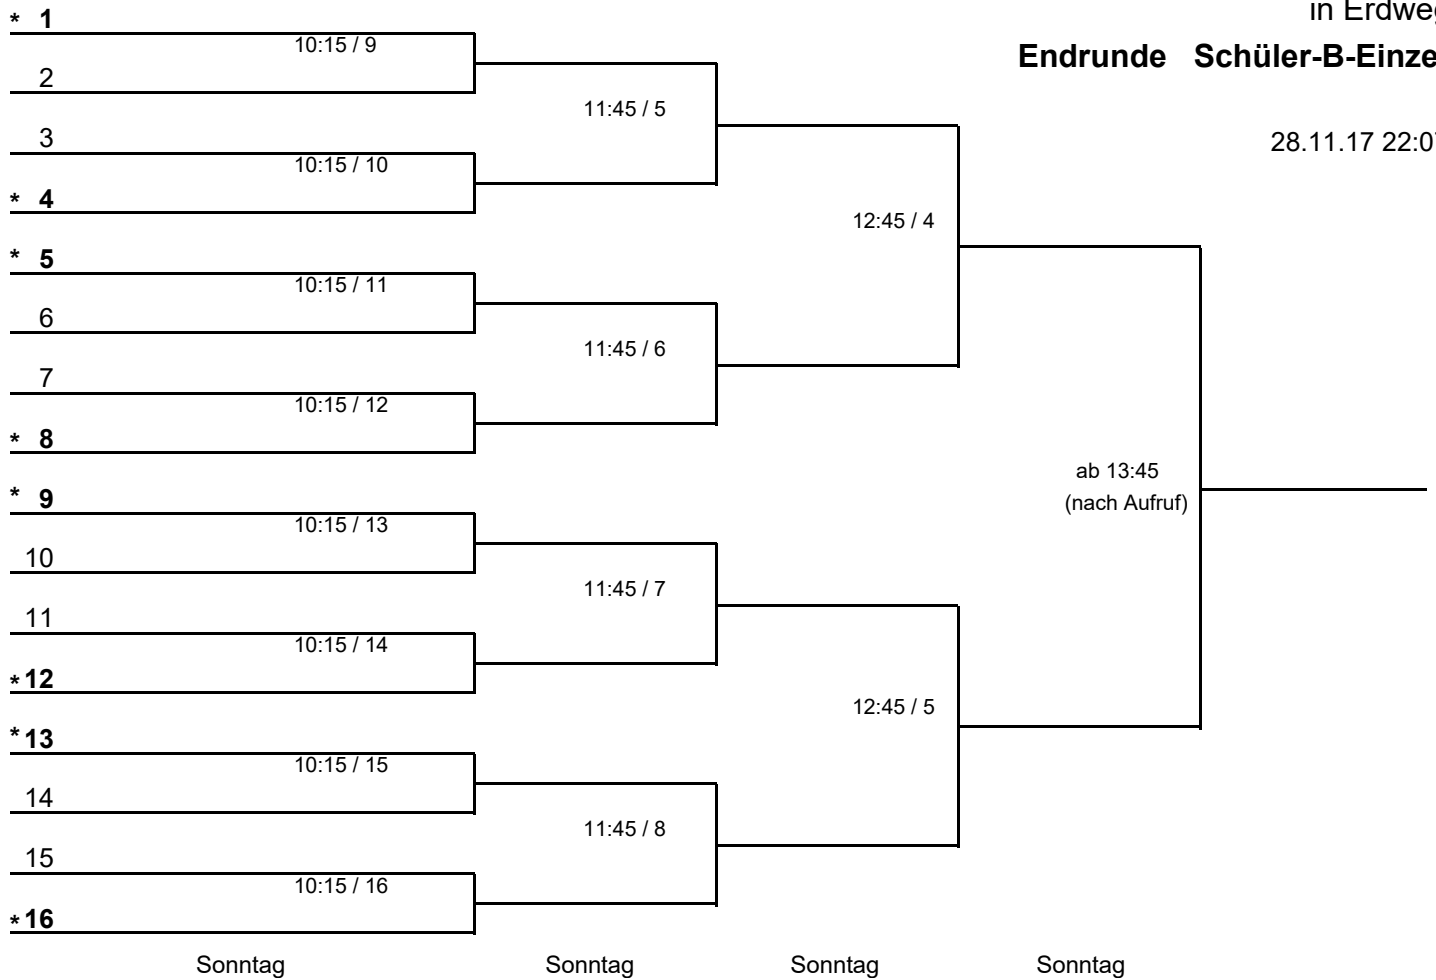 * 1
in Erdweg
10:15 / 9
Endrunde Schüler-B-Einze
2
11:45 / 5
3
28.11.17 22:07
10:15 / 10
* 4
12:45 / 4
* 5
10:15 / 11
6
11:45 / 6
7
10:15 / 12
* 8
ab 13:45
(nach Aufruf)
* 9
10:15 / 13
10
11:45 / 7
11
10:15 / 14
* 12
12:45 / 5
* 13
10:15 / 15
14
11:45 / 8
15
10:15 / 16
* 16
Sonntag Sonntag Sonntag Sonntag